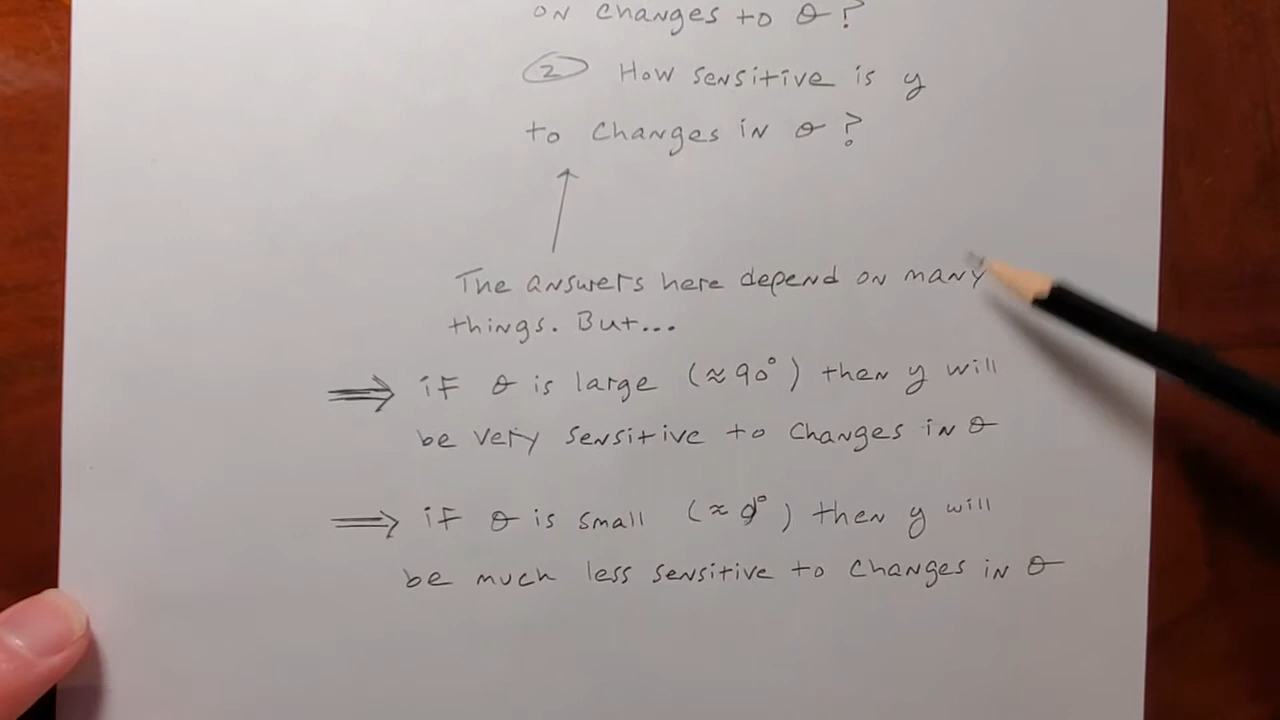 on changes to θ?
② How sensitive is y
to changes in θ?
The answers here depend on many
things. But...
⇒ if θ is large (≈90°) then y will
be very sensitive to changes in θ
⇒ if θ is small (≈0°) then y will
be much less sensitive to changes in θ